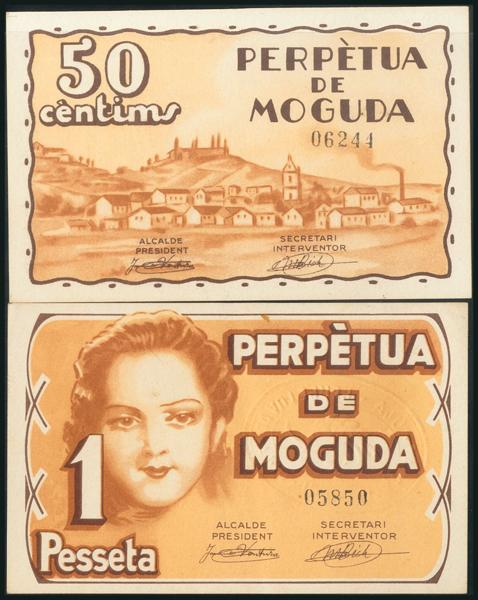 50
cèntims
PERPÈTUA
DE
MOGUDA
06244
ALCALDE
PRESIDENT
SECRETARI
INTERVENTOR
PERPÈTUA
DE
MOGUDA
05850
1
Pesseta
ALCALDE
PRESIDENT
SECRETARI
INTERVENTOR